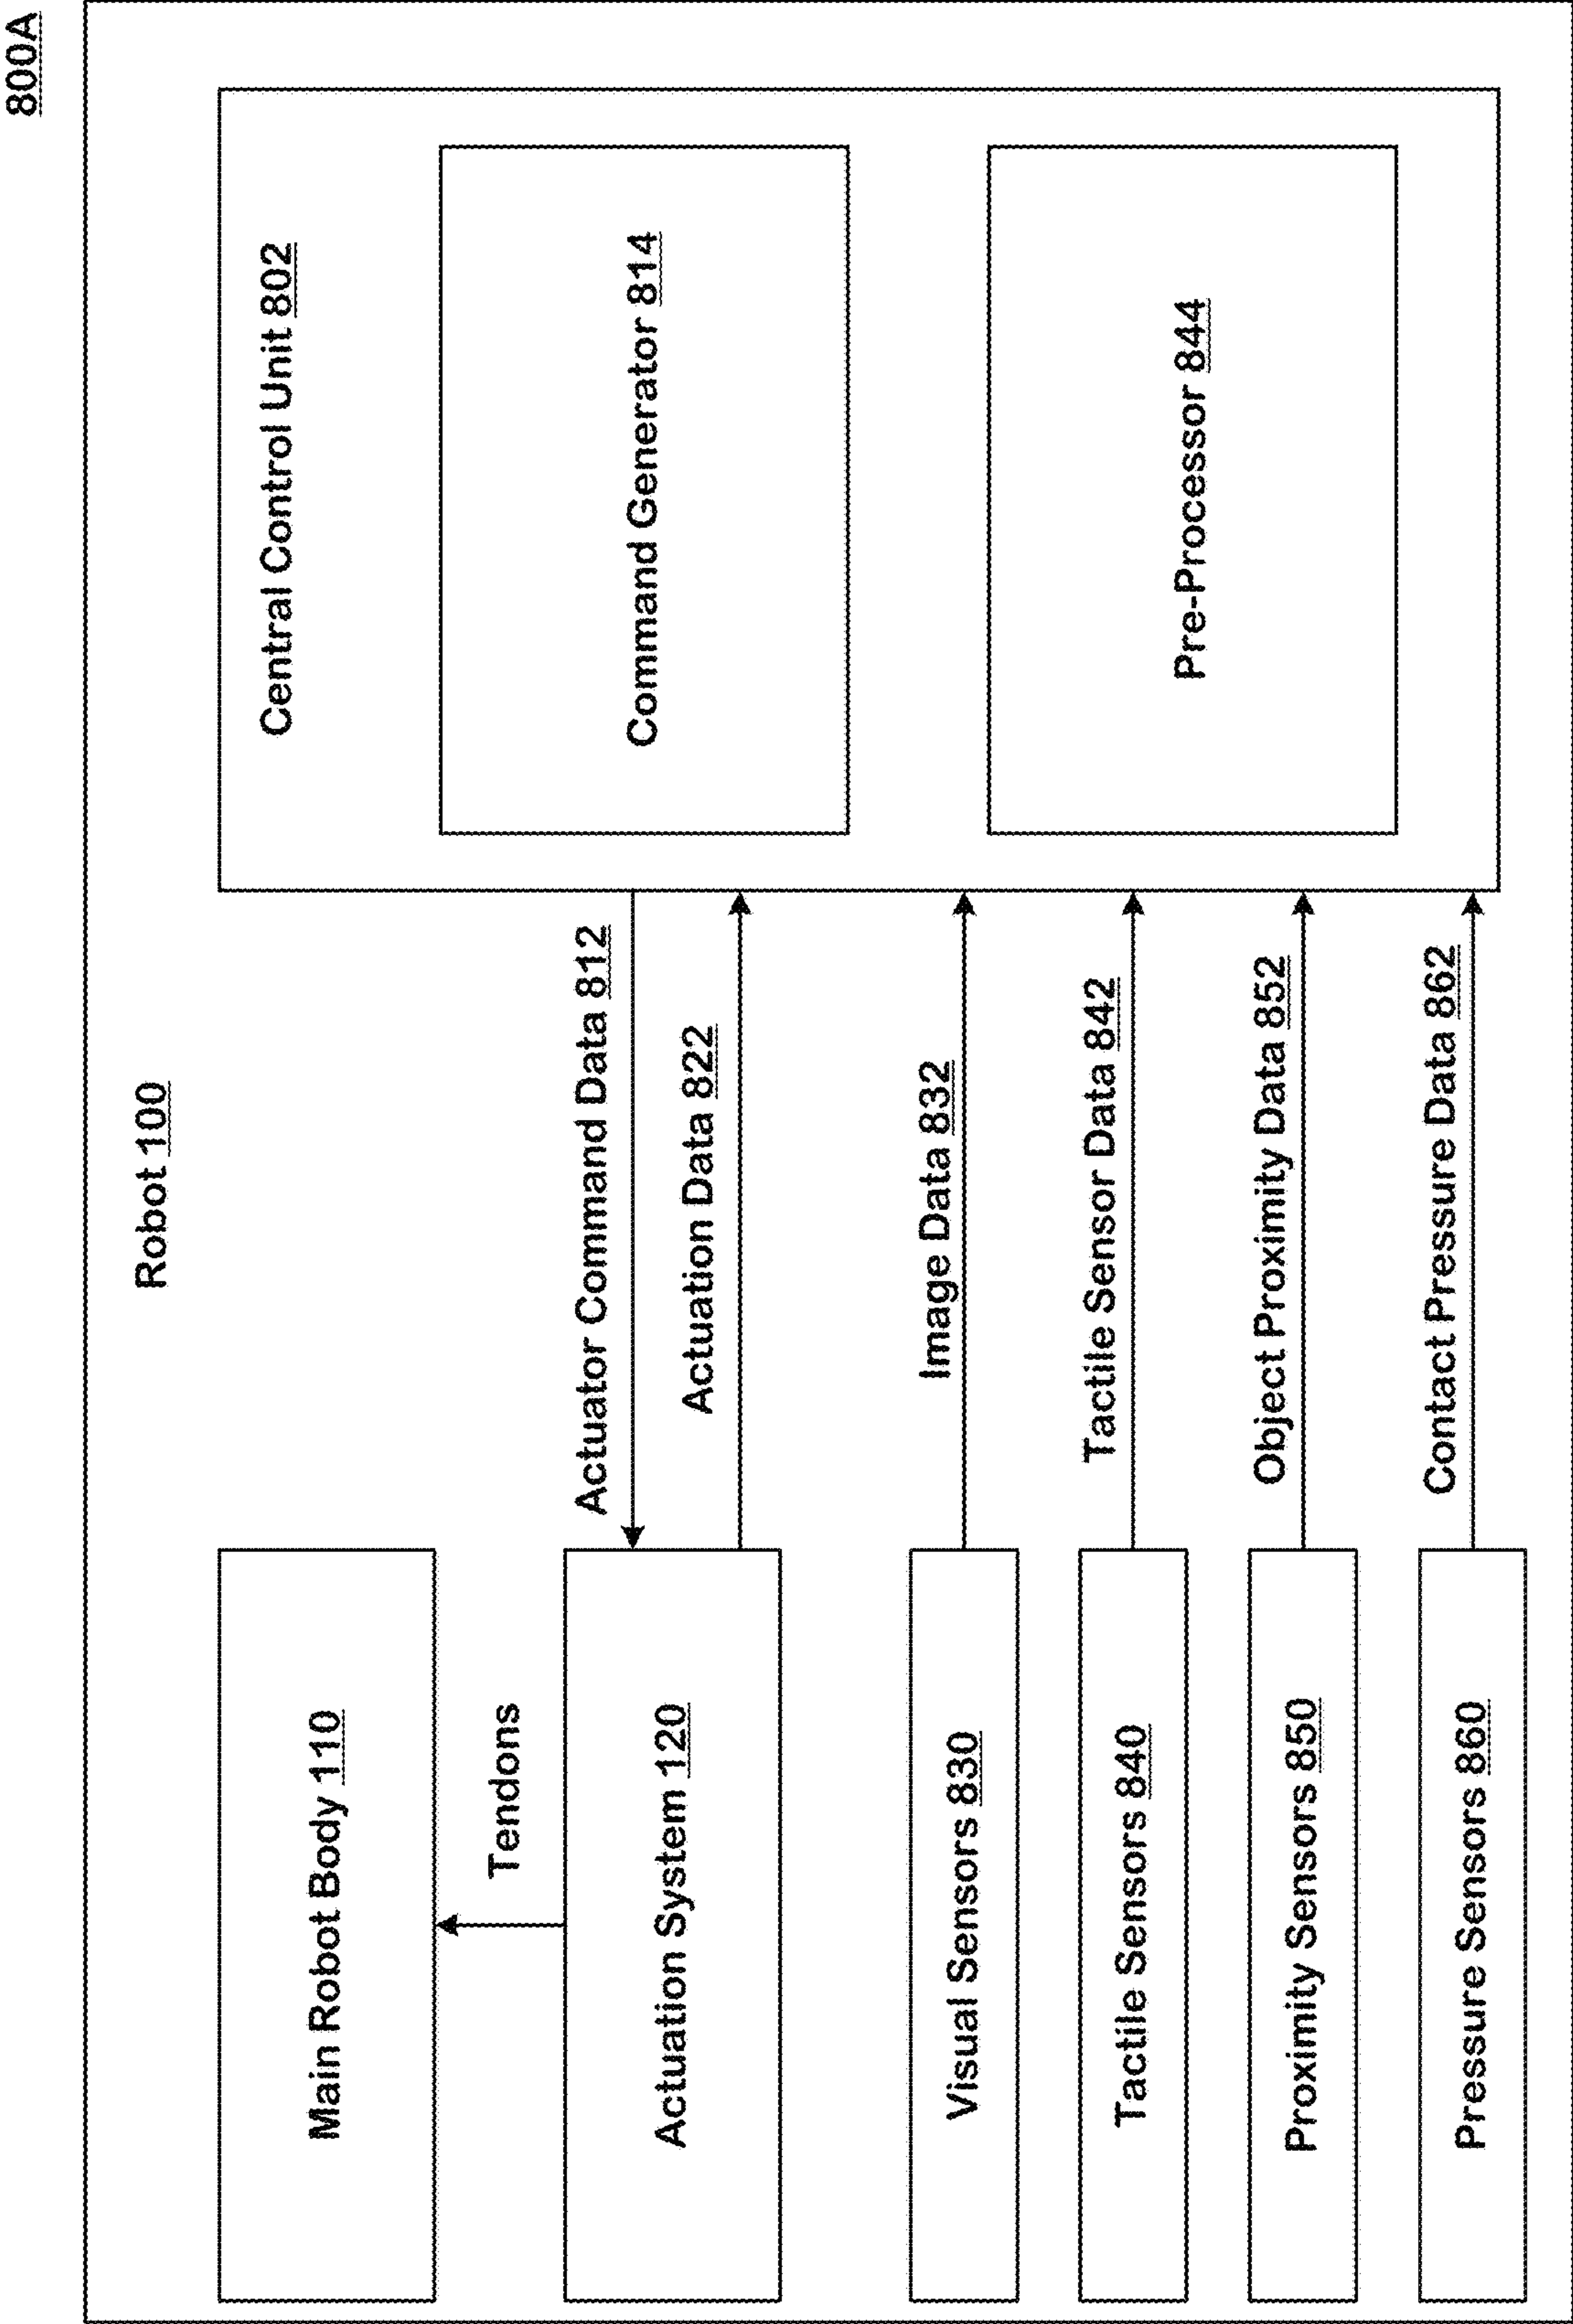 800A
Robot 100
Main Robot Body 110
Tendons
Actuation System 120
Central Control Unit 802
Command Generator 814
Pre-Processor 844
Actuator Command Data 812
Actuation Data 822
Visual Sensors 830
Image Data 832
Tactile Sensors 840
Tactile Sensor Data 842
Proximity Sensors 850
Object Proximity Data 852
Pressure Sensors 860
Contact Pressure Data 862